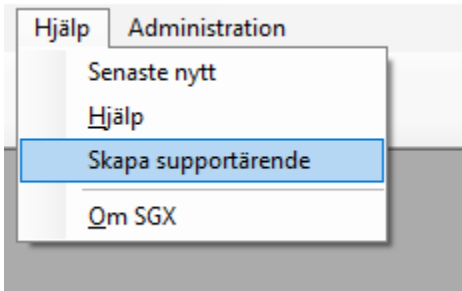 Hjälp Administration
Senaste nytt
Hjälp
Skapa supportärende
Om SGX